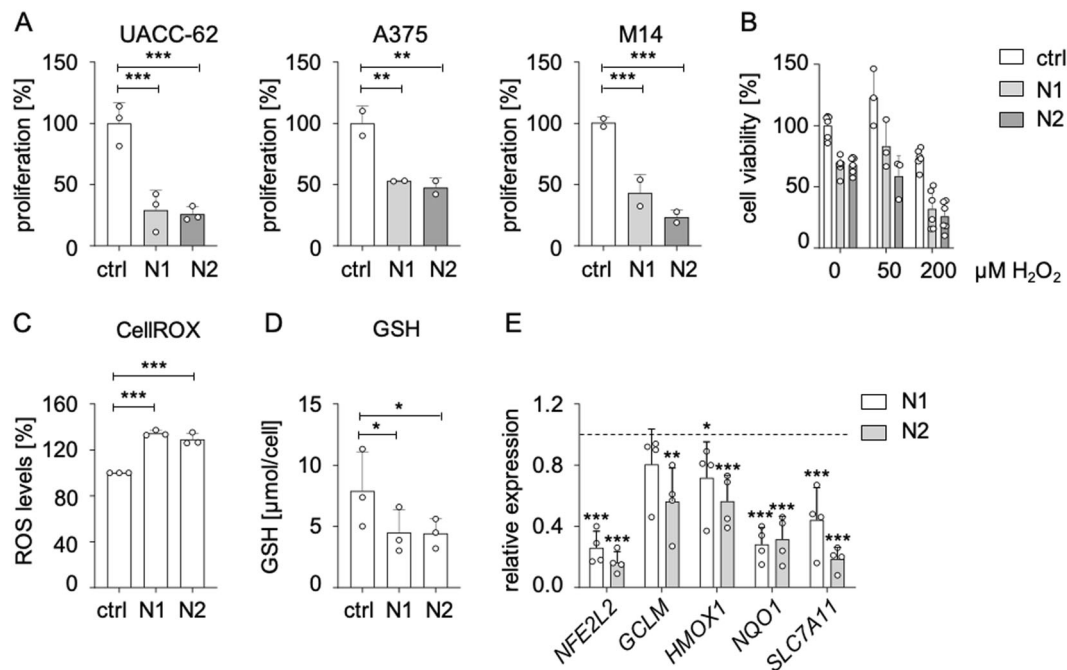 A
UACC-62
A375
M14
proliferation [%]
150
100
50
0
***
***
ctrl N1 N2
proliferation [%]
150
100
50
0
**
**
ctrl N1 N2
proliferation [%]
150
100
50
0
***
***
ctrl N1 N2
B
cell viability [%]
150
100
50
0
0 50 200 µM H₂O₂
ctrl
N1
N2
C
CellROX
ROS levels [%]
160
120
80
40
0
***
***
ctrl N1 N2
D
GSH
GSH [µmol/cell]
15
10
5
0
*
*
ctrl N1 N2
E
relative expression
1.2
0.8
0.4
0.0
*** *** ** * *** *** *** *** ***
NFE2L2 GCLM HMOX1 NQO1 SLC7A11
N1
N2